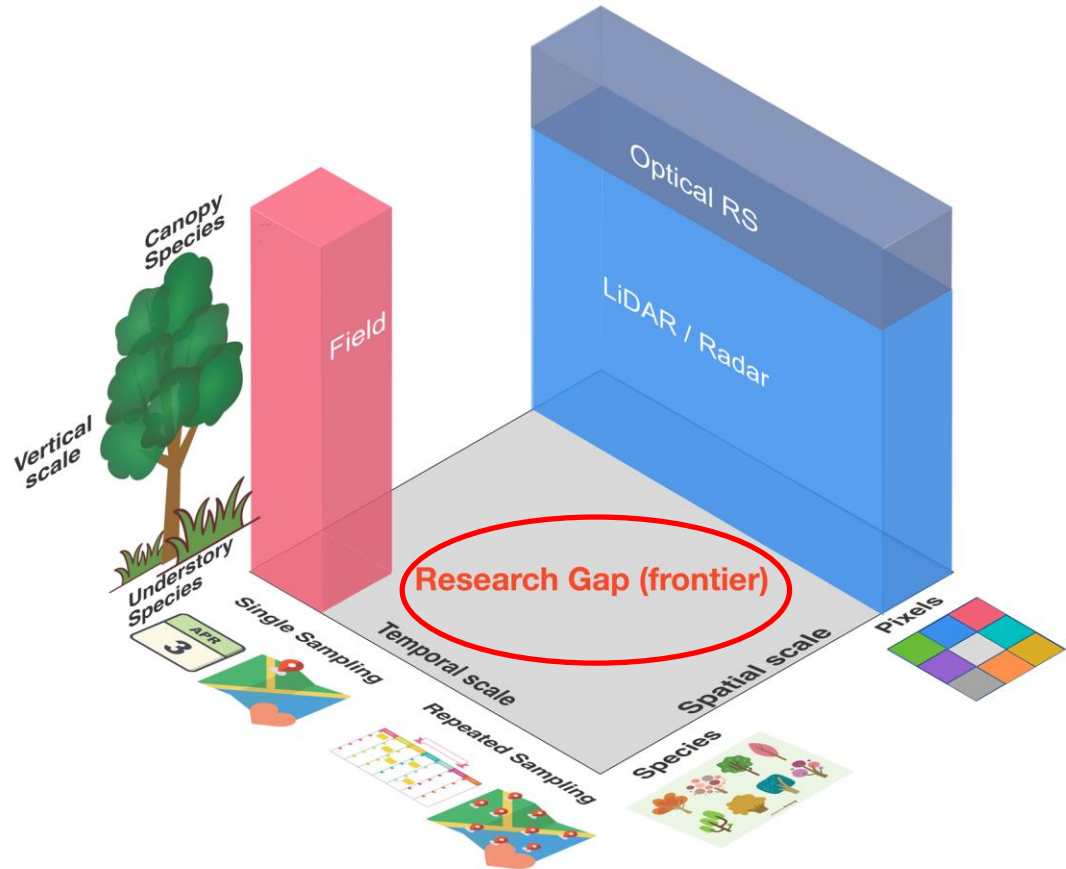 Optical RS
LiDAR / Radar
Canopy
Species
Field
Vertical
scale
Understory
Species
APR
3
Single Sampling
Temporal scale
Repeated Sampling
Research Gap (frontier)
Spatial scale
Species
Pixels